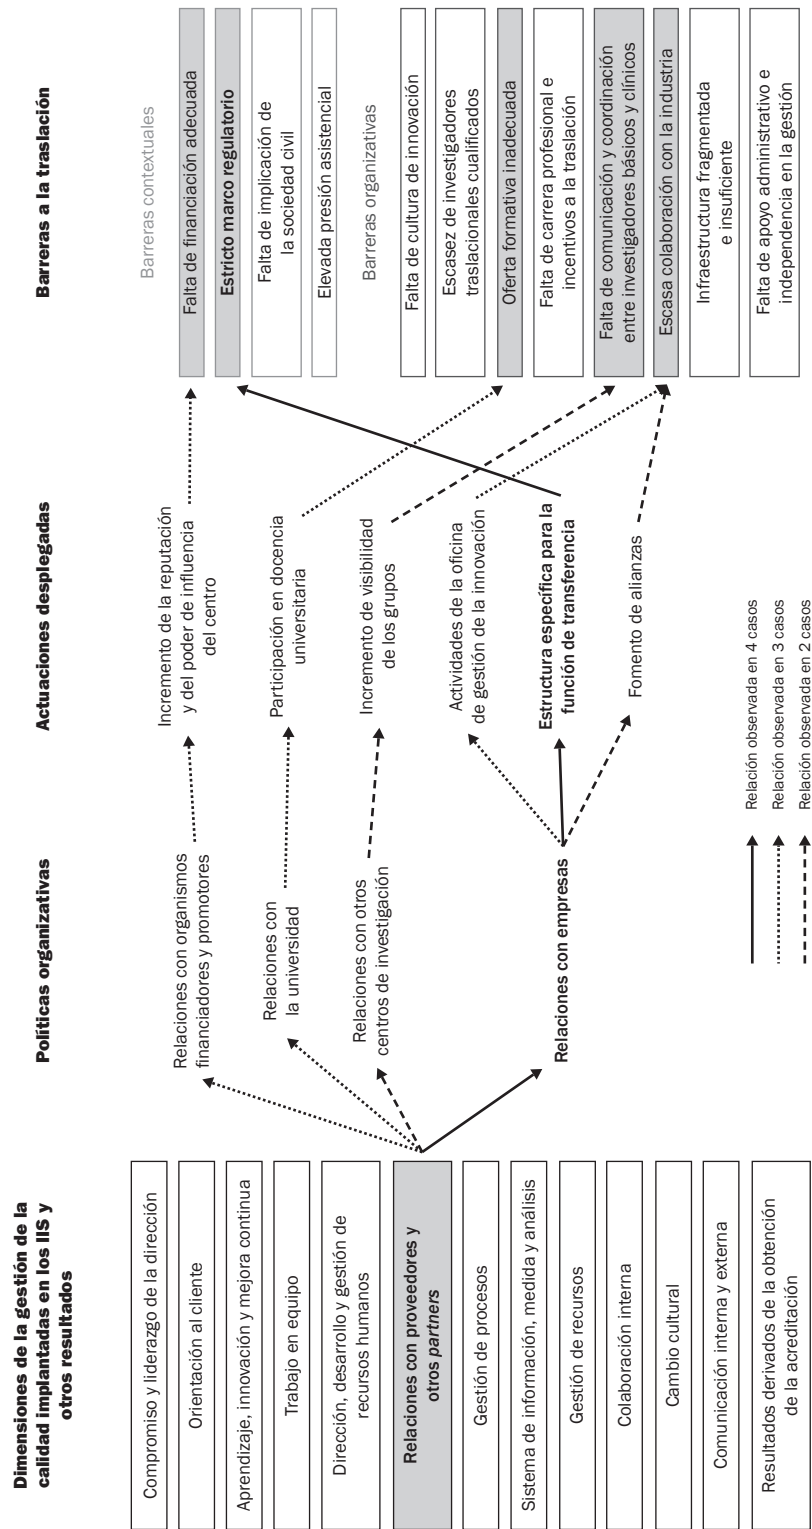 Dimensiones de la gestión de la
calidad implantadas en los IIS y
otros resultados
Compromiso y liderazgo de la dirección
Orientación al cliente
Aprendizaje, innovación y mejora continua
Trabajo en equipo
Dirección, desarrollo y gestión de
recursos humanos
Relaciones con proveedores y
otros partners
Gestión de procesos
Sistema de información, medida y análisis
Gestión de recursos
Colaboración interna
Cambio cultural
Comunicación interna y externa
Resultados derivados de la obtención
de la acreditación
Políticas organizativas
Relaciones con organismos
financiadores y promotores
Relaciones con
la universidad
Relaciones con otros
centros de investigación
Relaciones con empresas
Actuaciones desplegadas
Incremento de la reputación
y del poder de influencia
del centro
Participación en docencia
universitaria
Incremento de visibilidad
de los grupos
Actividades de la oficina
de gestión de la innovación
Estructura específica para la
función de transferencia
Fomento de alianzas
Barreras a la traslación
Barreras contextuales
Falta de financiación adecuada
Estricto marco regulatorio
Falta de implicación de
la sociedad civil
Elevada presión asistencial
Barreras organizativas
Falta de cultura de innovación
Escasez de investigadores
traslacionales cualificados
Oferta formativa inadecuada
Falta de carrera profesional e
incentivos a la traslación
Falta de comunicación y coordinación
entre investigadores básicos y clínicos
Escasa colaboración con la industria
Infraestructura fragmentada
e insuficiente
Falta de apoyo administrativo e
independencia en la gestión
Relación observada en 4 casos
Relación observada en 3 casos
Relación observada en 2 casos